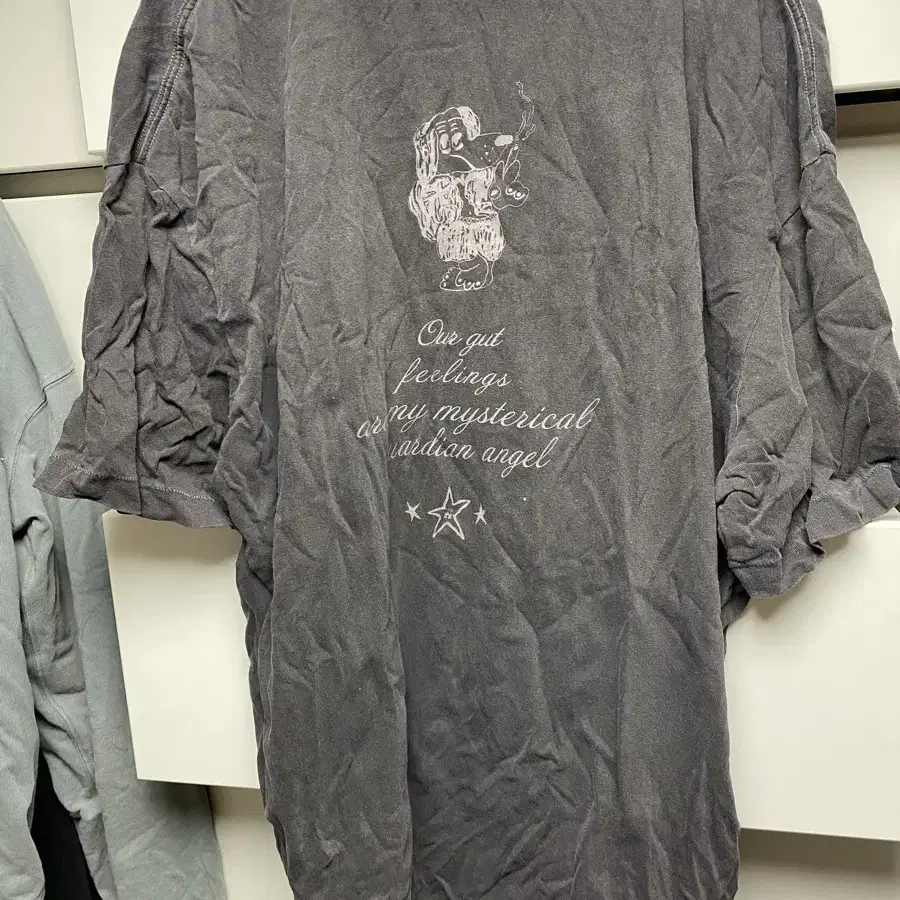 Our gut
feelings
my mysterical
angel